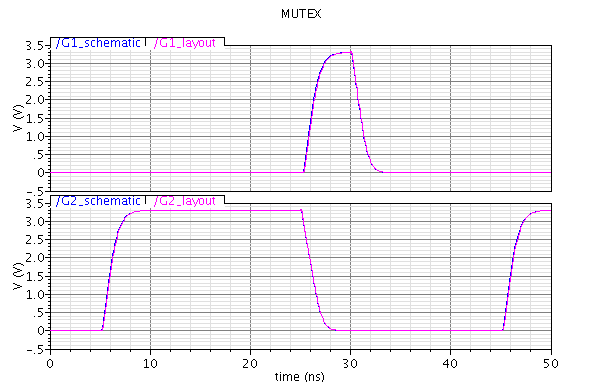 MUTEX
/G1_schematic /G1_layout
3.5
3.0
2.5
2.0
1.5
1.0
.5
0
-.5
V (V)
/G2_schematic /G2_layout
3.5
3.0
2.5
2.0
1.5
1.0
.5
0
-.5
V (V)
0 10 20 30 40 50
time (ns)